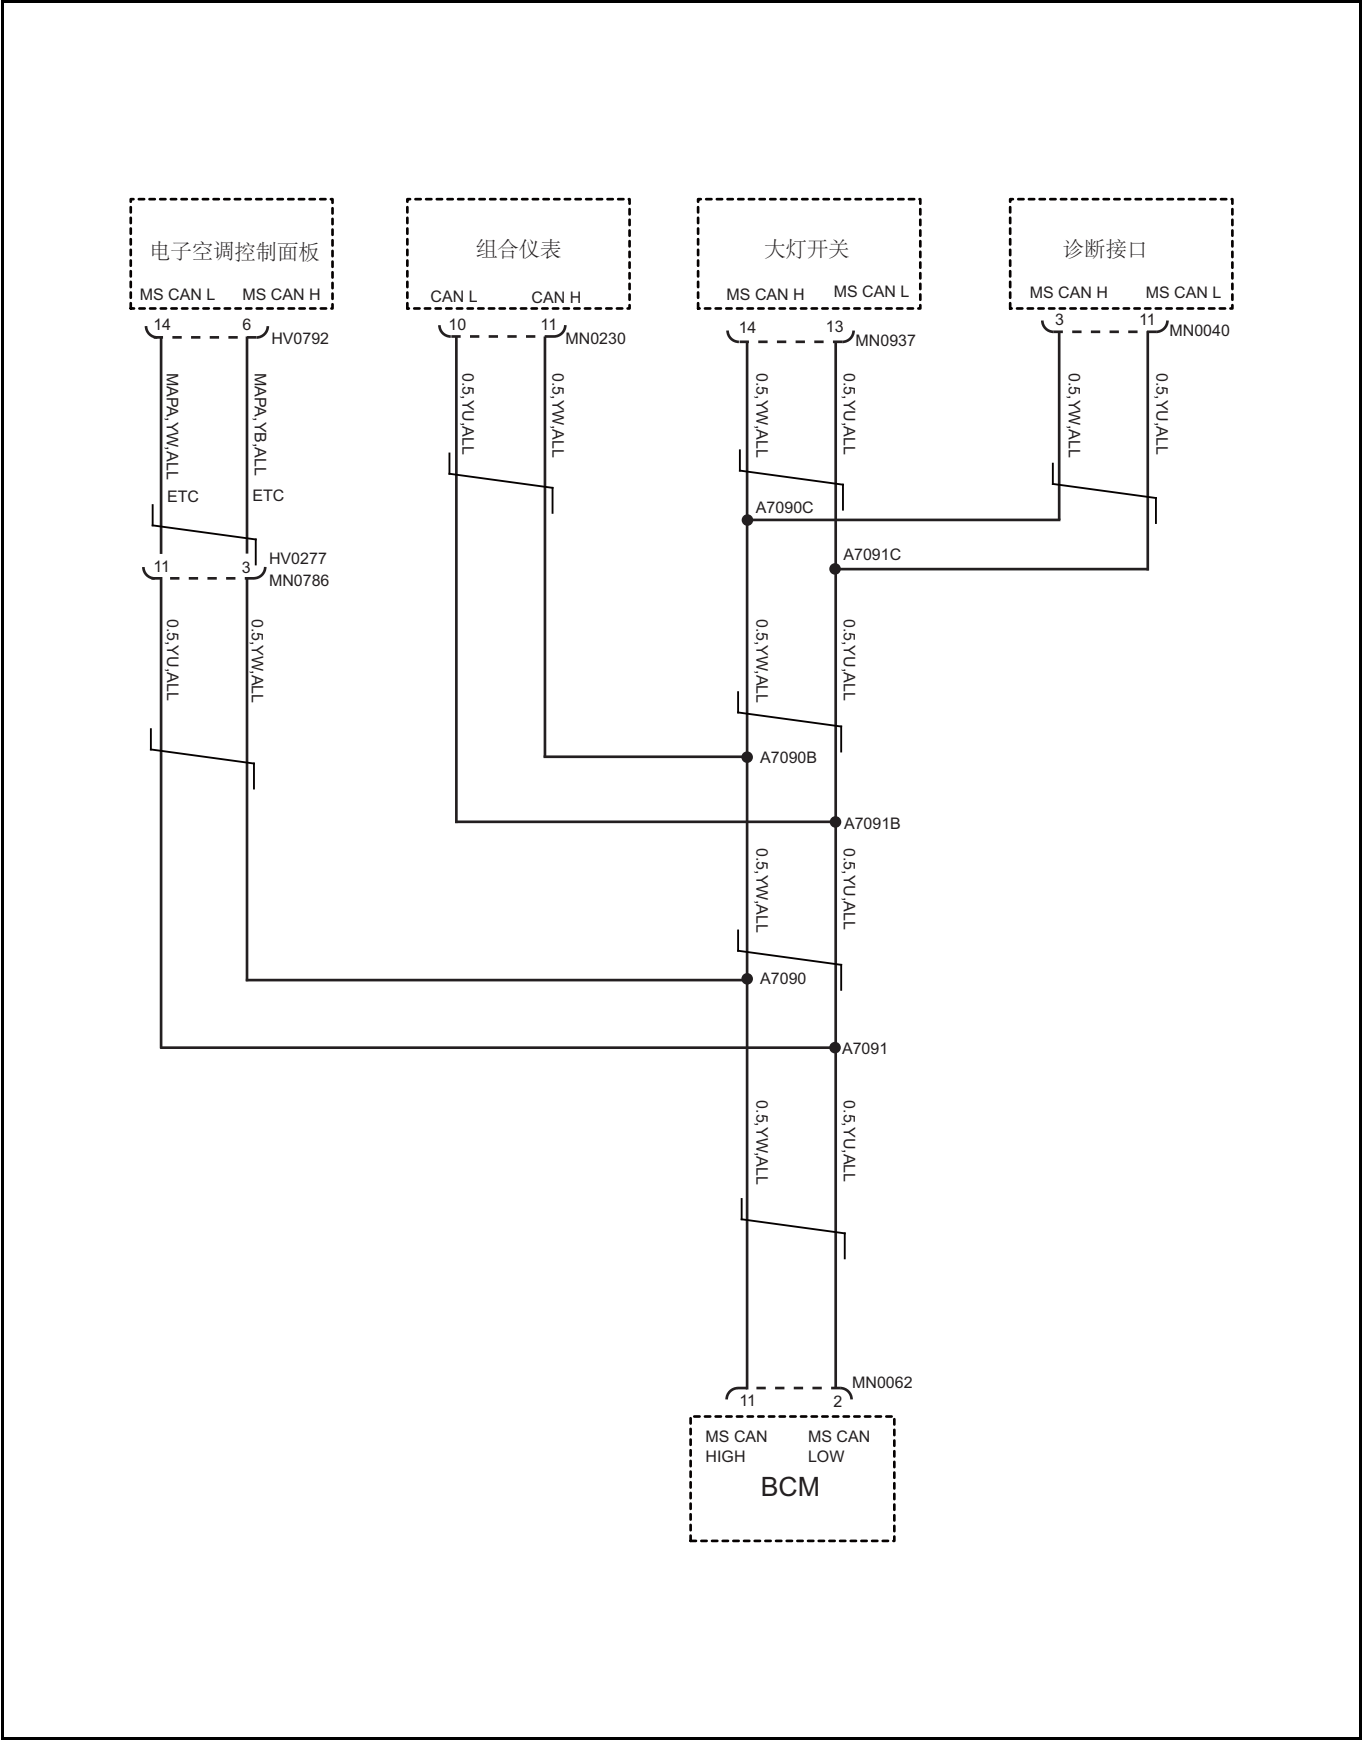 电子空调控制面板
MS CAN L MS CAN H
14 6
HV0792
组合仪表
CAN L CAN H
10 11
MN0230
大灯开关
MS CAN H MS CAN L
14 13
MN0937
诊断接口
MS CAN H MS CAN L
3 11
MN0040
MAPA,YW,ALL
MAPA,YB,ALL
0.5,YU,ALL
0.5,YW,ALL
0.5,YW,ALL
0.5,YU,ALL
0.5,YW,ALL
0.5,YU,ALL
ETC ETC
A7090C
A7091C
HV0277
11 3
MN0786
0.5,YU,ALL
0.5,YW,ALL
0.5,YW,ALL
0.5,YU,ALL
A7090B
A7091B
0.5,YW,ALL
0.5,YU,ALL
A7090
A7091
0.5,YW,ALL
0.5,YU,ALL
MN0062
11 2
MS CAN HIGH
MS CAN LOW
BCM